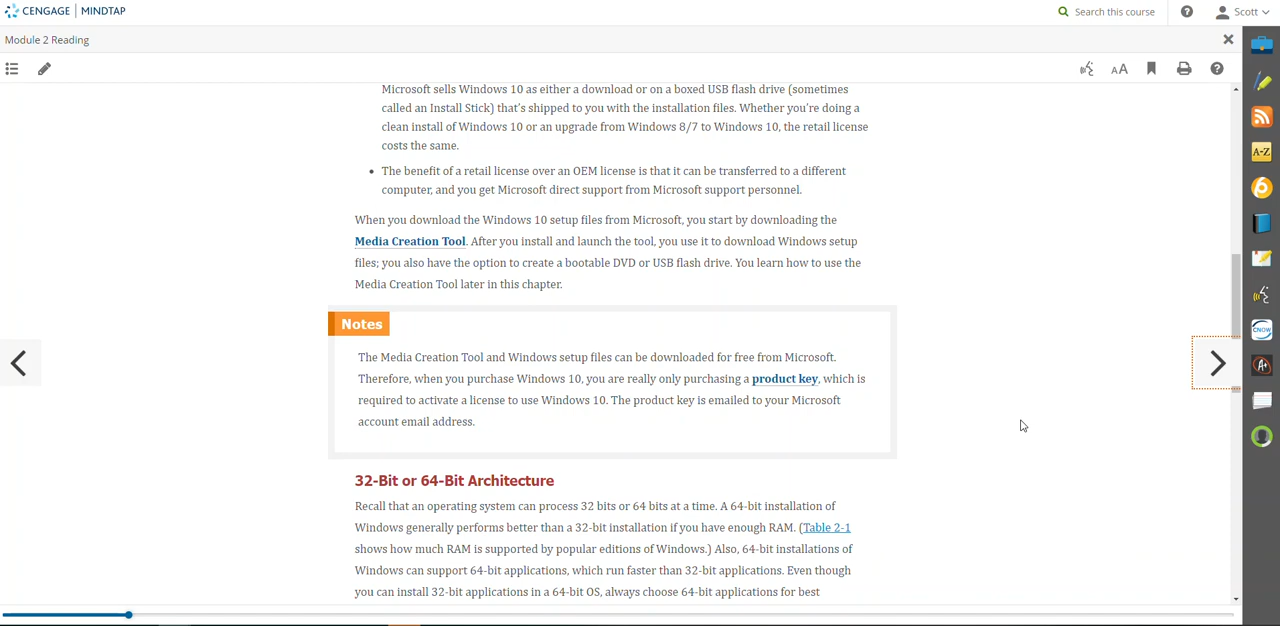 CENGAGE | MINDTAP
Search this course
Scott
Module 2 Reading
AA
Microsoft sells Windows 10 as either a download or on a boxed USB flash drive (sometimes
called an Install Stick) that's shipped to you with the installation files. Whether you're doing a
clean install of Windows 10 or an upgrade from Windows 8/7 to Windows 10, the retail license
costs the same.
• The benefit of a retail license over an OEM license is that it can be transferred to a different
computer, and you get Microsoft direct support from Microsoft support personnel.
When you download the Windows 10 setup files from Microsoft, you start by downloading the
Media Creation Tool. After you install and launch the tool, you use it to download Windows setup
files; you also have the option to create a bootable DVD or USB flash drive. You learn how to use the
Media Creation Tool later in this chapter.
Notes
The Media Creation Tool and Windows setup files can be downloaded for free from Microsoft.
Therefore, when you purchase Windows 10, you are really only purchasing a product key, which is
required to activate a license to use Windows 10. The product key is emailed to your Microsoft
account email address.
32-Bit or 64-Bit Architecture
Recall that an operating system can process 32 bits or 64 bits at a time. A 64-bit installation of
Windows generally performs better than a 32-bit installation if you have enough RAM. (Table 2-1
shows how much RAM is supported by popular editions of Windows.) Also, 64-bit installations of
Windows can support 64-bit applications, which run faster than 32-bit applications. Even though
you can install 32-bit applications in a 64-bit OS, always choose 64-bit applications for best
A-Z
CNOW
A+